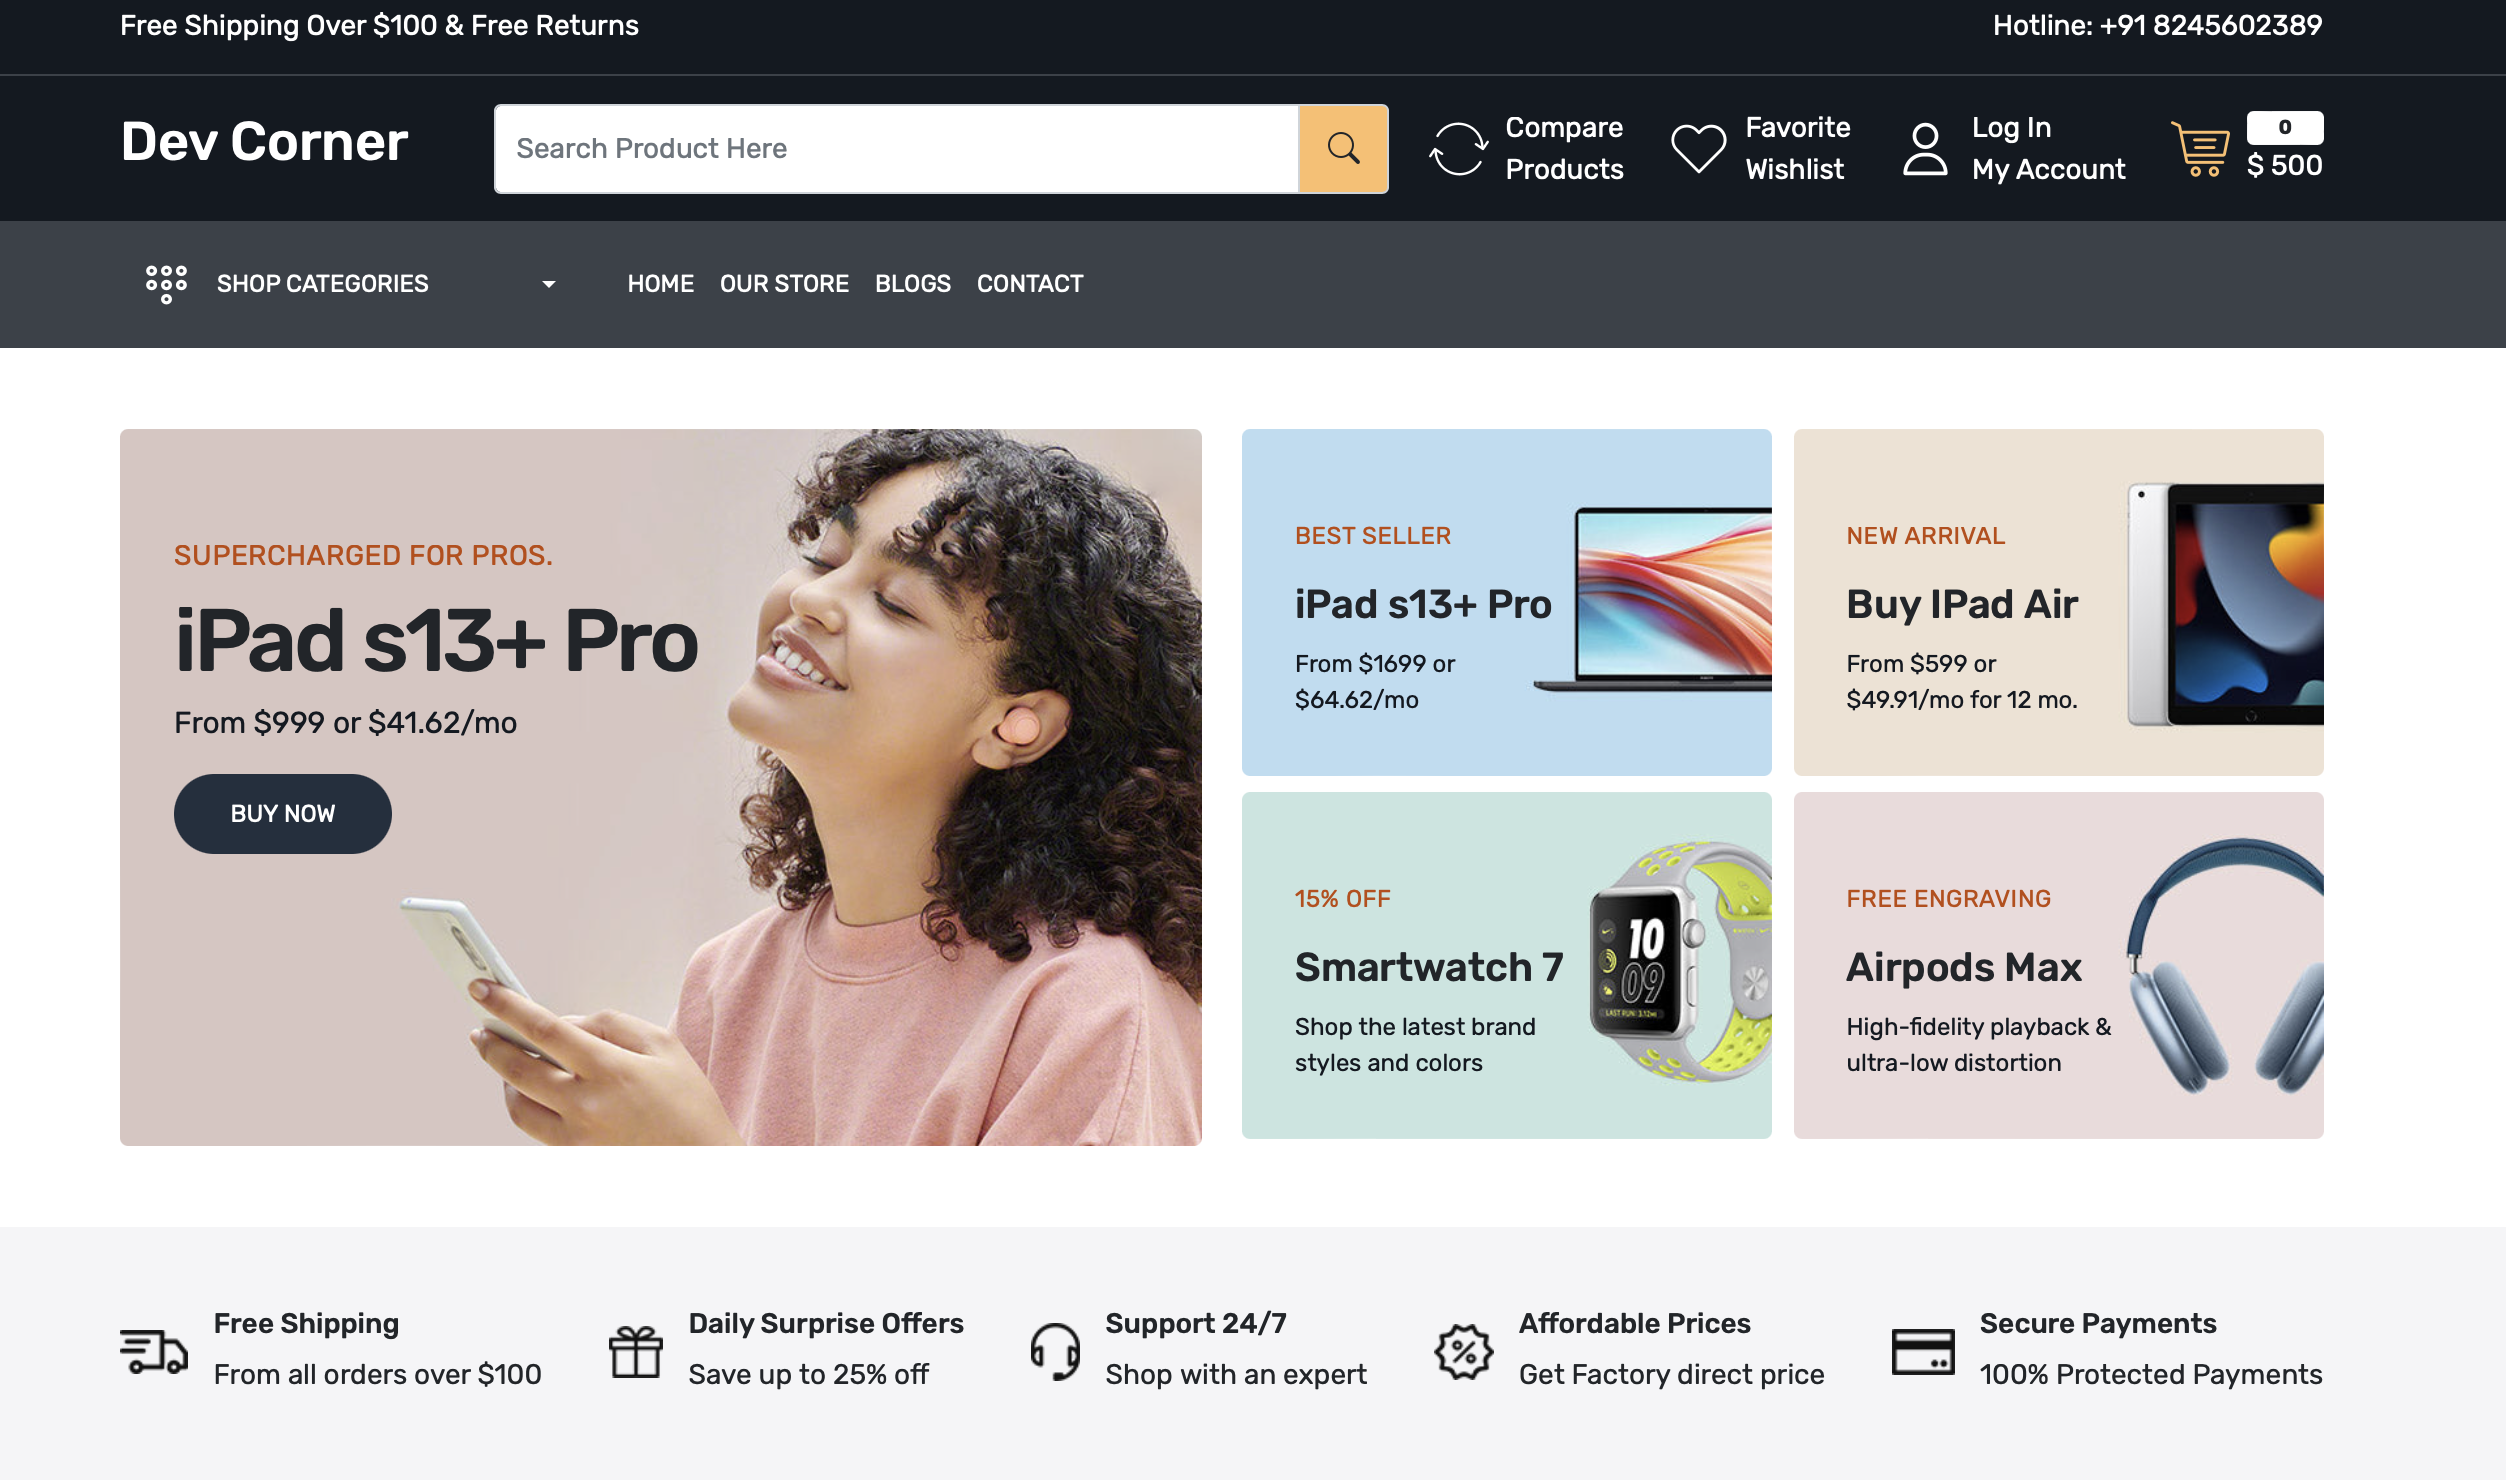 Free Shipping Over $100 & Free Returns
Hotline: +91 8245602389
Dev Corner
Search Product Here
Compare
Products
Favorite
Wishlist
Log In
My Account
0
$ 500
SHOP CATEGORIES
HOME
OUR STORE
BLOGS
CONTACT
SUPERCHARGED FOR PROS.
iPad s13+ Pro
From $999 or $41.62/mo
BUY NOW
BEST SELLER
iPad s13+ Pro
From $1699 or
$64.62/mo
NEW ARRIVAL
Buy IPad Air
From $599 or
$49.91/mo for 12 mo.
15% OFF
Smartwatch 7
Shop the latest brand
styles and colors
10
09
LAST RUN: 3.12MI
FREE ENGRAVING
Airpods Max
High-fidelity playback &
ultra-low distortion
Free Shipping
From all orders over $100
Daily Surprise Offers
Save up to 25% off
Support 24/7
Shop with an expert
Affordable Prices
Get Factory direct price
Secure Payments
100% Protected Payments